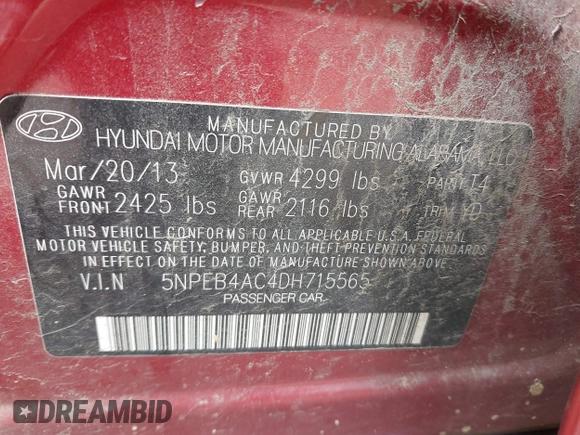 MANUFACTURED BY
HYUNDAI MOTOR MANUFACTURING ALABAMA, LLC
Mar/20/13 GVWR 4299 lbs PAINT T4
GAWR FRONT 2425 lbs GAWR REAR 2116 lbs TRIM YD
THIS VEHICLE CONFORMS TO ALL APPLICABLE U.S.A. FEDERAL
MOTOR VEHICLE SAFETY, BUMPER, AND THEFT PREVENTION STANDARDS
IN EFFECT ON THE DATE OF MANUFACTURE SHOWN ABOVE.
V.I.N 5NPEB4AC4DH715565
PASSENGER CAR
DREAMBID